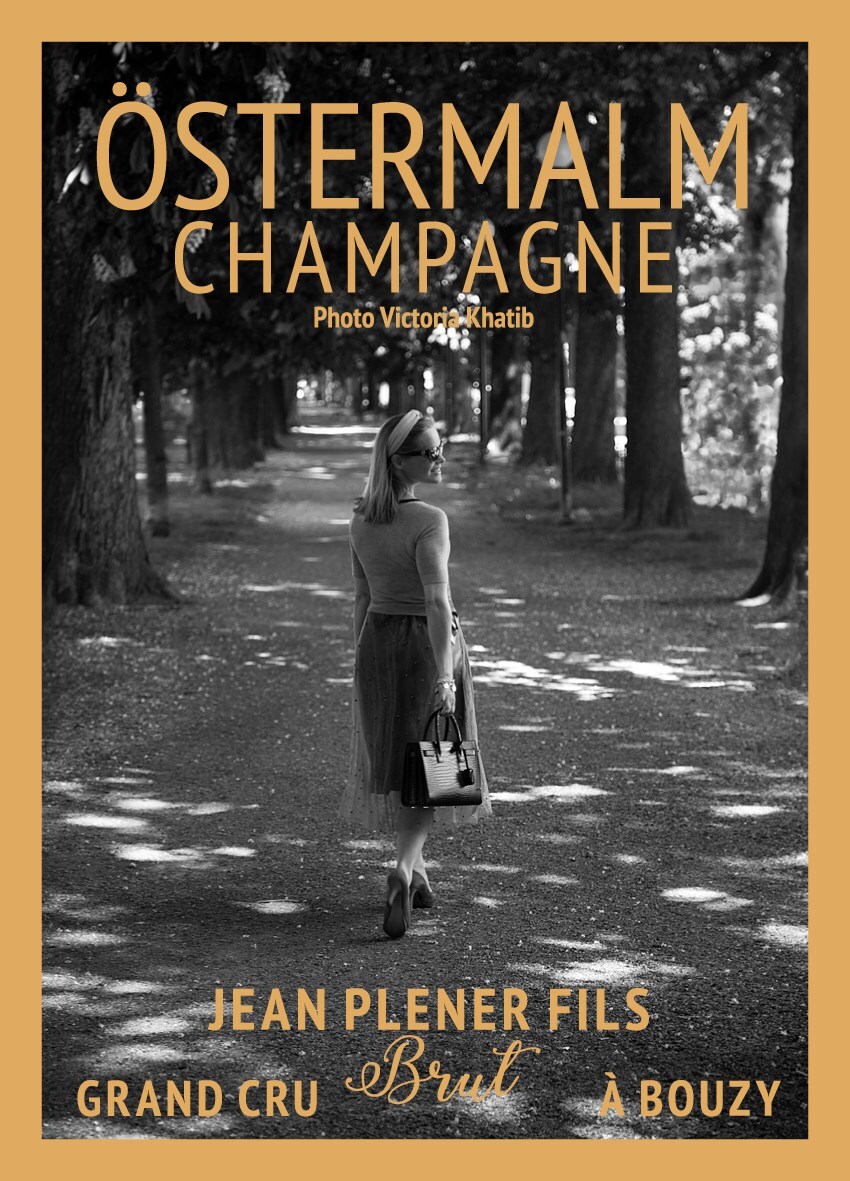 ÖSTERMALM
CHAMPAGNE
Photo Victoria Khatib
JEAN PLENER FILS
Brut
GRAND CRU
À BOUZY